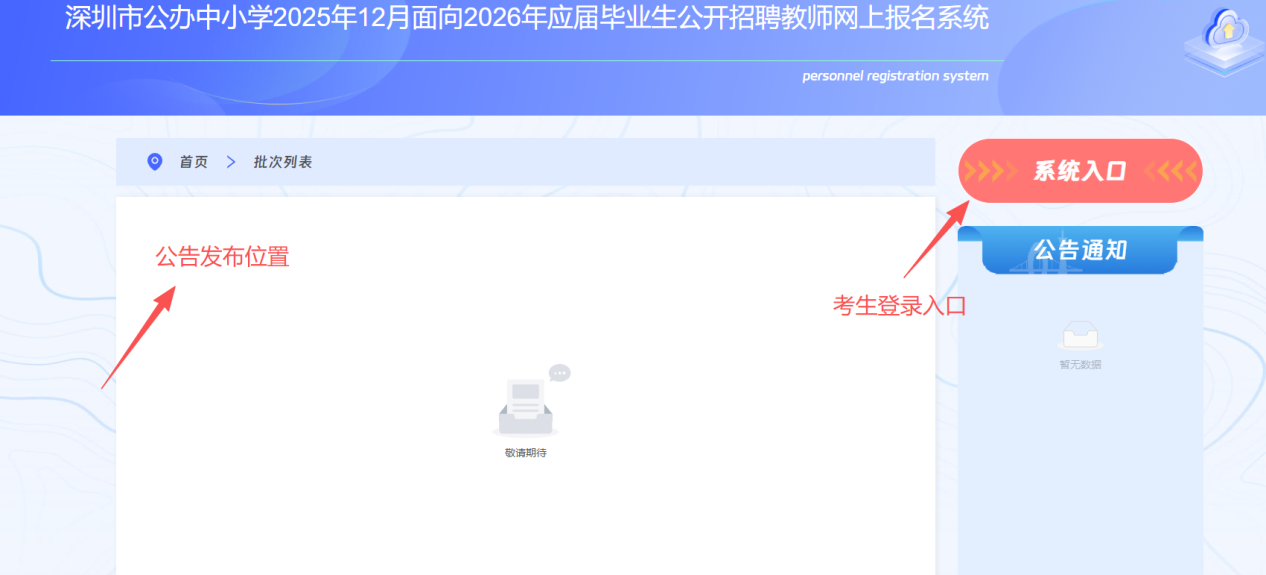 深圳市公办中小学2025年12月面向2026年应届毕业生公开招聘教师网上报名系统
personnel registration system
首页 > 批次列表
系统入口
公告发布位置
公告通知
考生登录入口
暂无数据
敬请期待